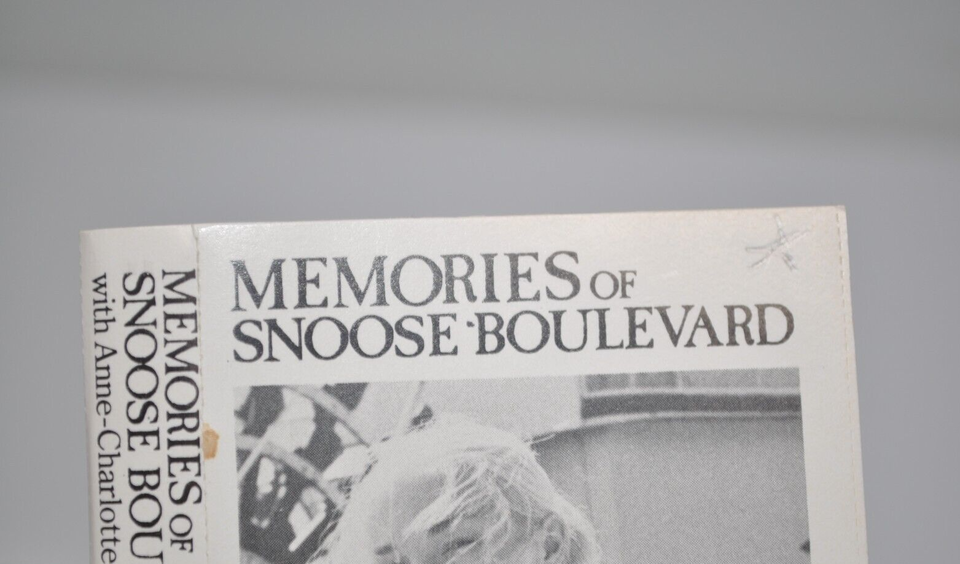 MEMORIES OF
SNOOSE BOULEVARD
MEMORIES OF
SNOOSE BOU
with Anne-Charlotte